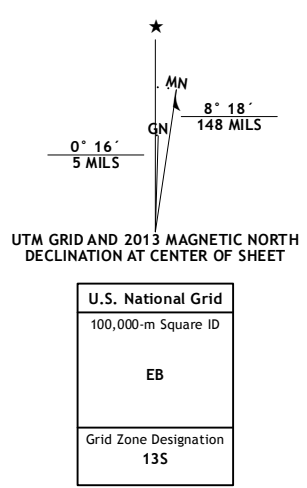 ★
MN
GN
8° 18´
148 MILS
0° 16´
5 MILS
UTM GRID AND 2013 MAGNETIC NORTH
DECLINATION AT CENTER OF SHEET
U.S. National Grid
100,000-m Square ID
EB
Grid Zone Designation
13S